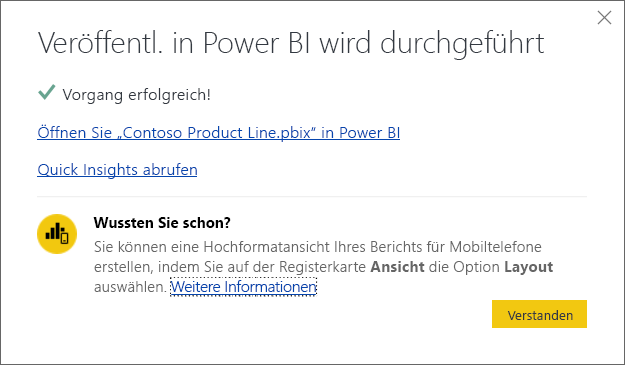 Veröffentl. in Power BI wird durchgeführt
Vorgang erfolgreich!
Öffnen Sie „Contoso Product Line.pbix“ in Power BI
Quick Insights abrufen
Wussten Sie schon?
Sie können eine Hochformatansicht Ihres Berichts für Mobiltelefone
erstellen, indem Sie auf der Registerkarte Ansicht die Option Layout
auswählen. Weitere Informationen
Verstanden